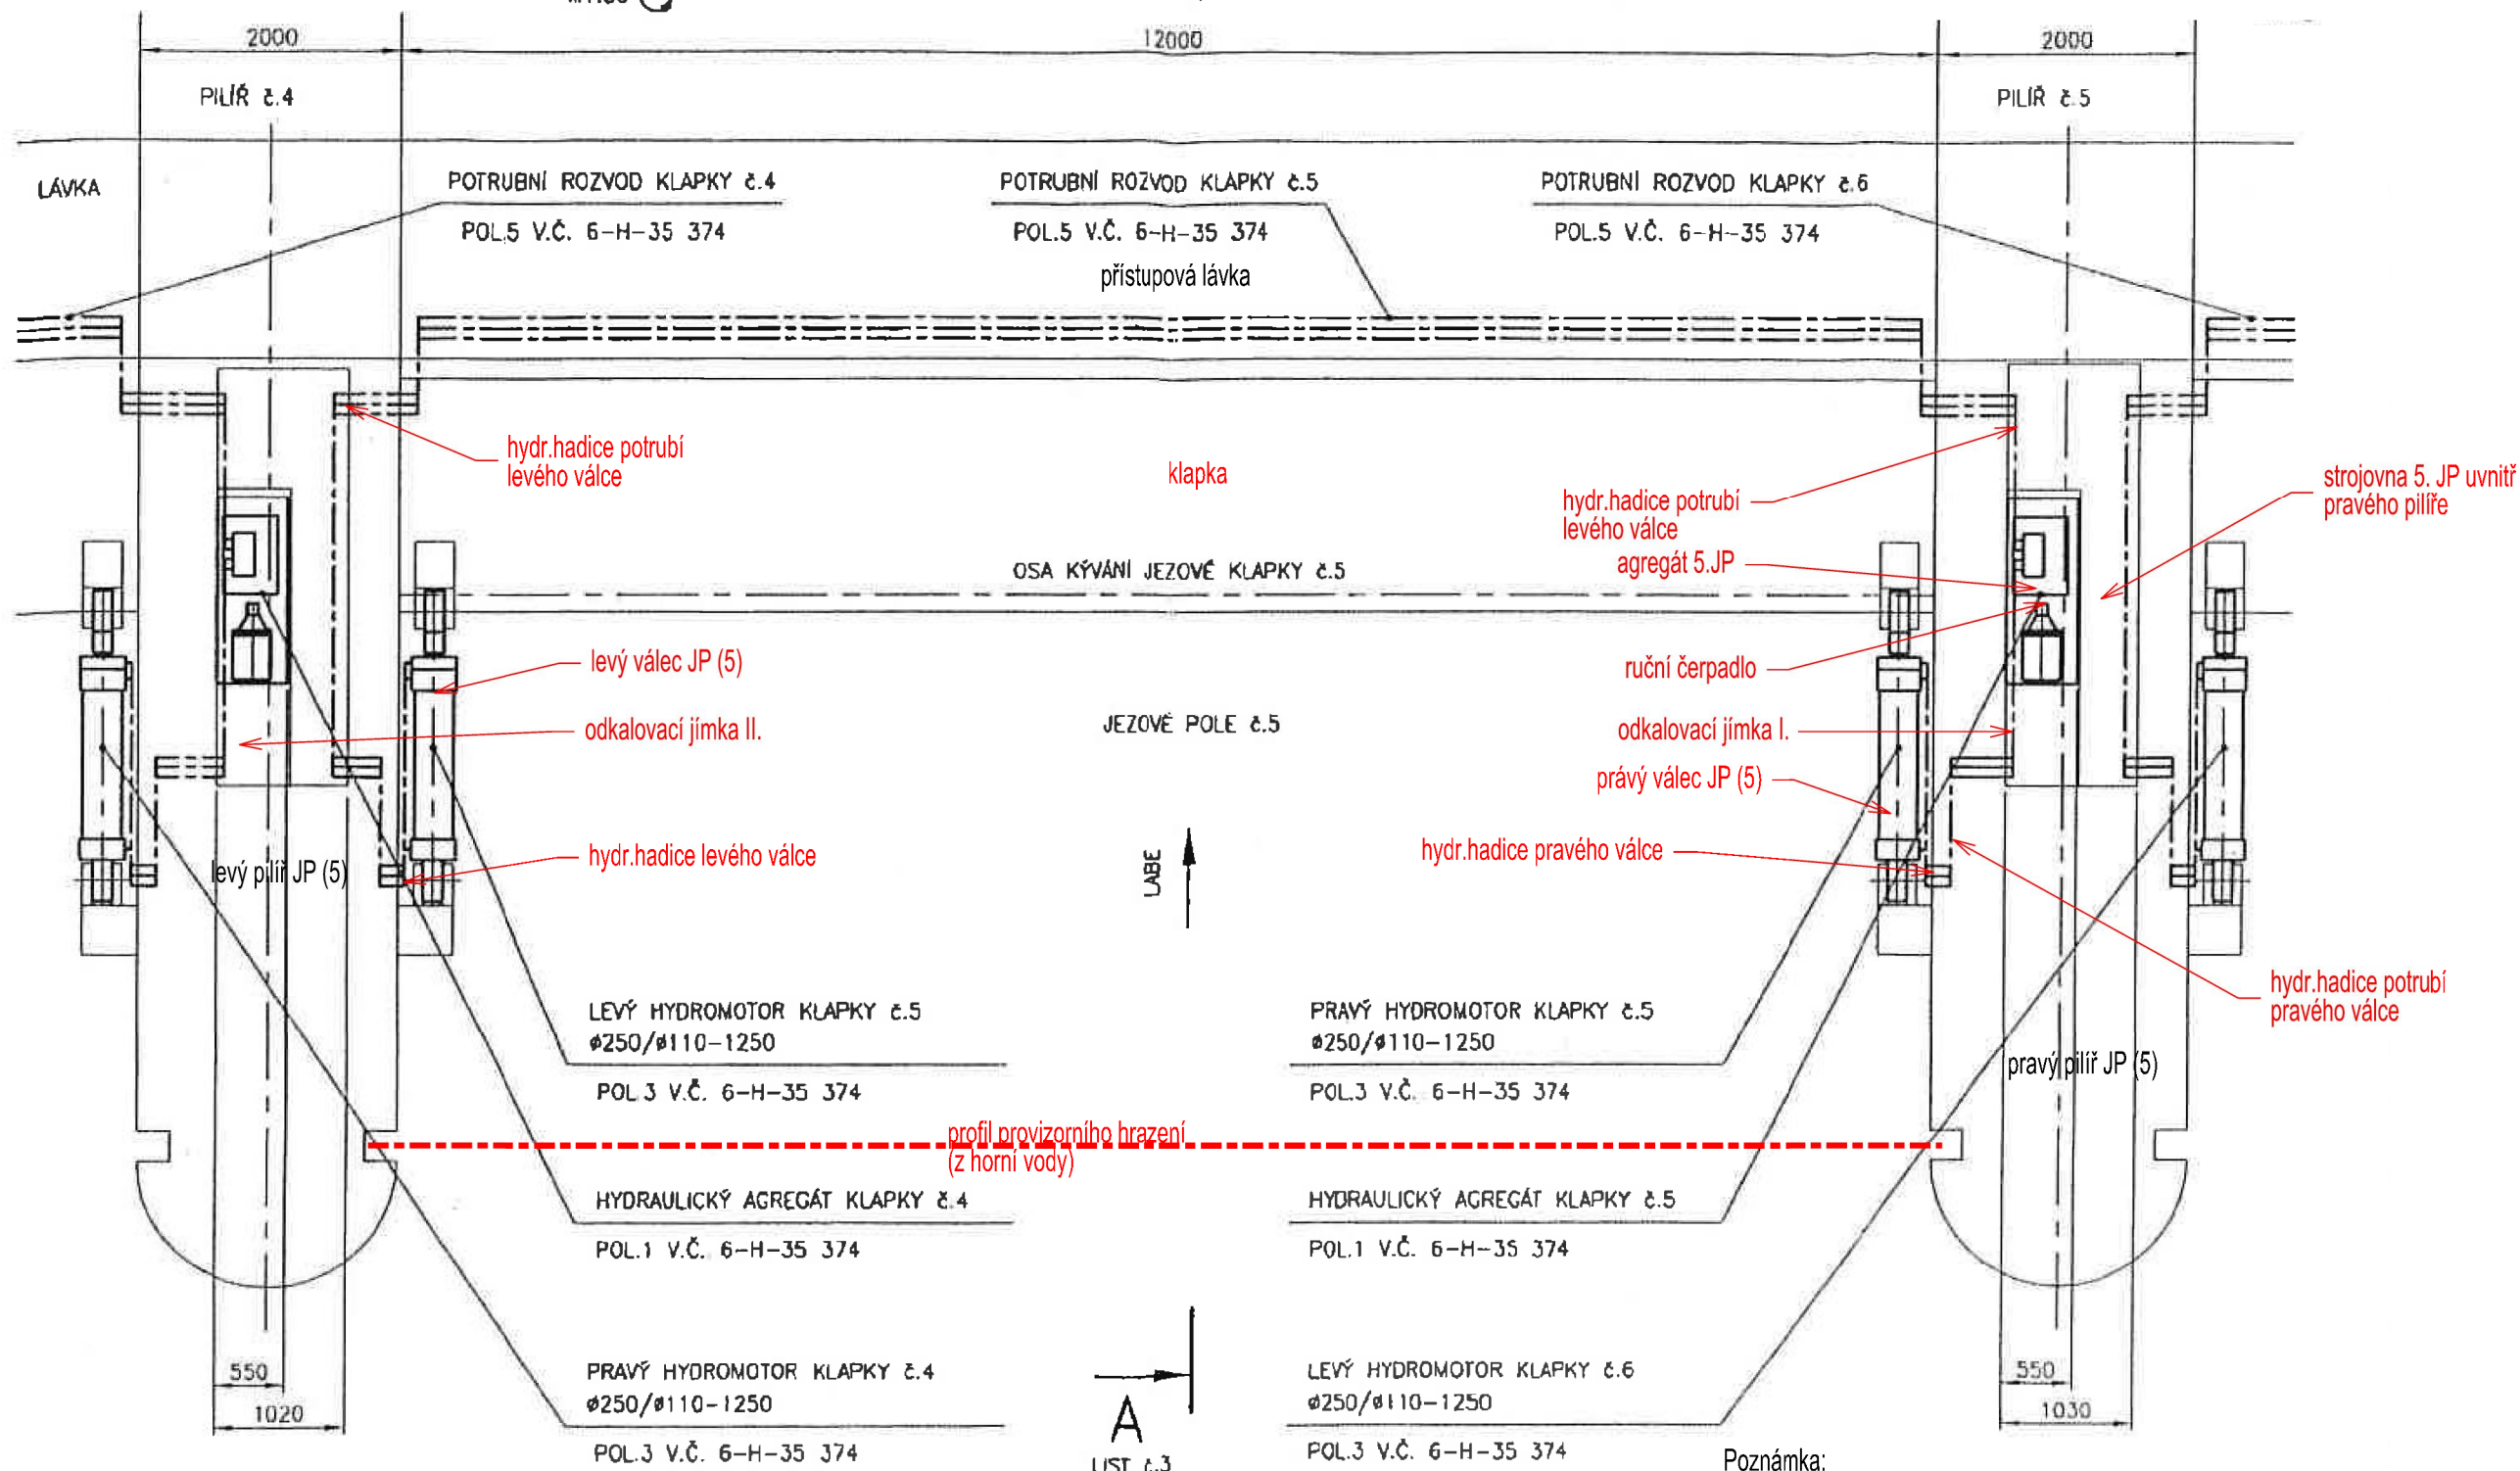 2000
12000
2000
PILÍŘ č.4
PILÍŘ č.5
LÁVKA
POTRUBNÍ ROZVOD KLAPKY č.4
POL.5 V.Č. 6-H-35 374
POTRUBNÍ ROZVOD KLAPKY č.5
POL.5 V.Č. 6-H-35 374
POTRUBNÍ ROZVOD KLAPKY č.6
POL.5 V.Č. 6-H-35 374
přístupová lávka
hydr.hadice potrubí
levého válce
klapka
hydr.hadice potrubí
levého válce
strojovna 5. JP uvnitř
pravého pilíře
agregát 5.JP
OSA KÝVÁNÍ JEZOVÉ KLAPKY č.5
levý válec JP (5)
ruční čerpadlo
odkalovací jímka II.
JEZOVÉ POLE č.5
odkalovací jímka I.
právý válec JP (5)
LABE
hydr.hadice levého válce
hydr.hadice pravého válce
levý pilíř JP (5)
hydr.hadice potrubí
pravého válce
LEVÝ HYDROMOTOR KLAPKY č.5
ø250/ø110-1250
POL.3 V.Č. 6-H-35 374
PRAVÝ HYDROMOTOR KLAPKY č.5
ø250/ø110-1250
POL.3 V.Č. 6-H-35 374
pravý pilíř JP (5)
profil provizorního hrazení
(z horní vody)
HYDRAULICKÝ AGREGÁT KLAPKY č.4
POL.1 V.Č. 6-H-35 374
HYDRAULICKÝ AGREGÁT KLAPKY č.5
POL.1 V.Č. 6-H-35 374
550
1020
PRAVÝ HYDROMOTOR KLAPKY č.4
ø250/ø110-1250
POL.3 V.Č. 6-H-35 374
A
LIST č.3
LEVÝ HYDROMOTOR KLAPKY č.6
ø250/ø110-1250
POL.3 V.Č. 6-H-35 374
550
1030
Poznámka: